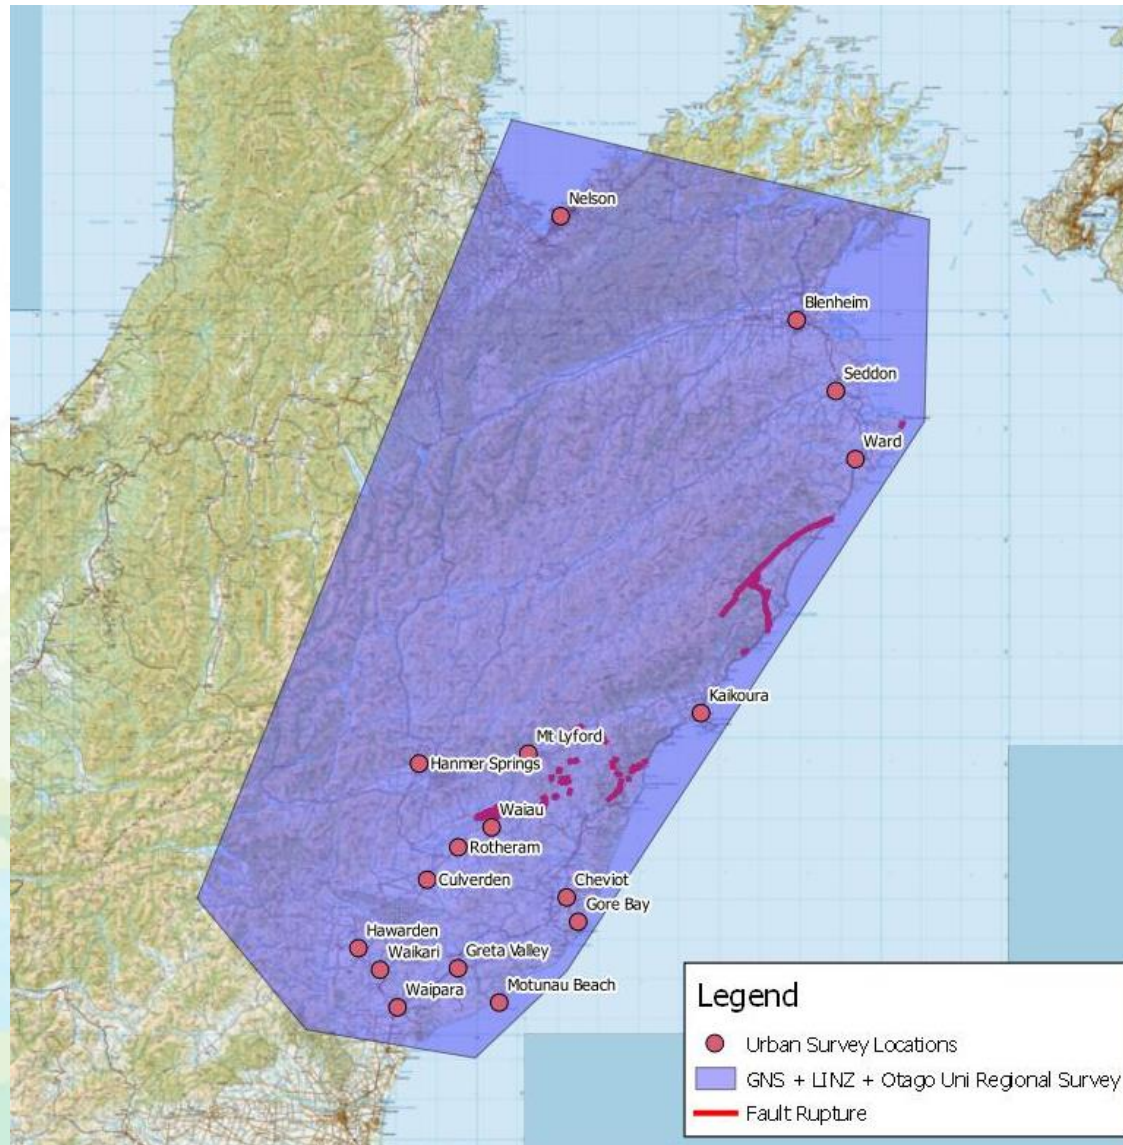 Nelson
Blenheim
Seddon
Ward
Kaikoura
Mt Lyford
Hanmer Springs
Waiau
Rotheram
Culverden
Cheviot
Gore Bay
Hawarden
Waikari
Greta Valley
Waipara
Motunau Beach
Legend
Urban Survey Locations
GNS + LINZ + Otago Uni Regional Survey
Fault Rupture